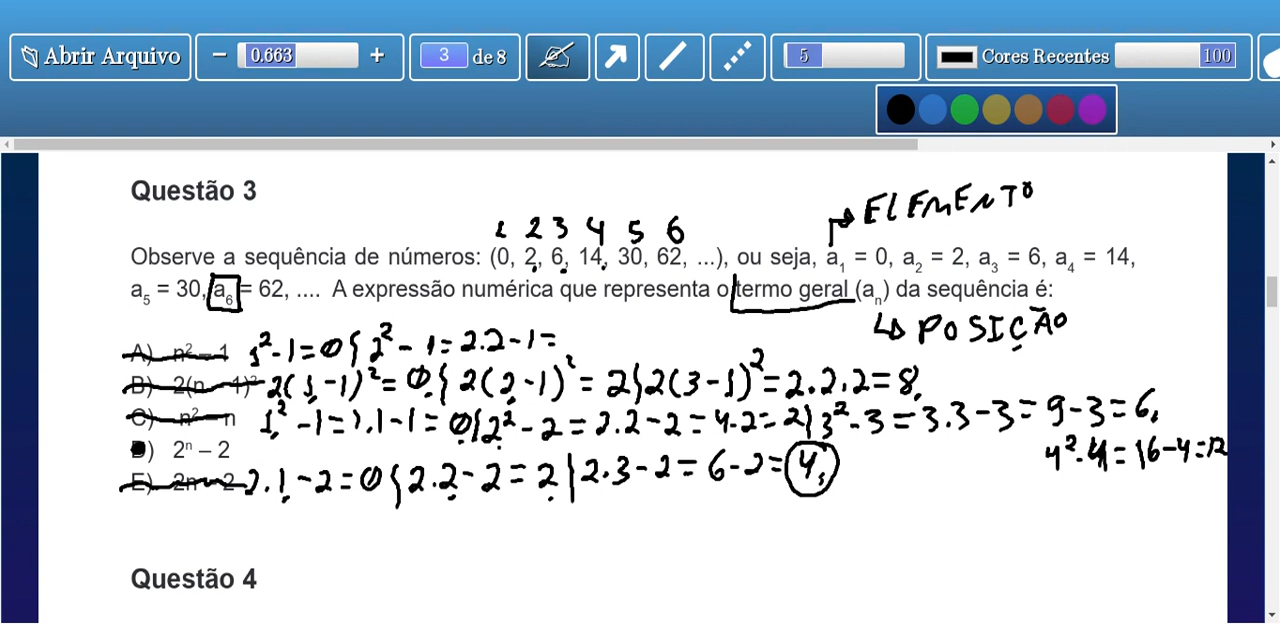 Abrir Arquivo − 0.663 + 3 de 8 5 Cores Recentes 100
Questão 3
ELEMENTO
1 2 3 4 5 6
Observe a sequência de números: (0, 2, 6, 14, 30, 62, ...), ou seja, a₁ = 0, a₂ = 2, a₃ = 6, a₄ = 14,
a₅ = 30, a₆ = 62, .... A expressão numérica que representa o termo geral (aₙ) da sequência é:
↳ POSIÇÃO
A) n² – 1 1²-1=0{2²-1=2.2-1=
B) 2(n – 1)² 2(1-1)²=0{2(2-1)²=2}2(3-1)²=2.2.2=8,
C) n² – n 1²-1=1.1-1=0{2²-2=2.2-2=4-2=2}3²-3=3.3-3=9-3=6,
4²-4=16-4=12
D) 2ⁿ – 2
E) 2n – 2 2.1-2=0{2.2-2=2|2.3-2=6-2=4,
Questão 4